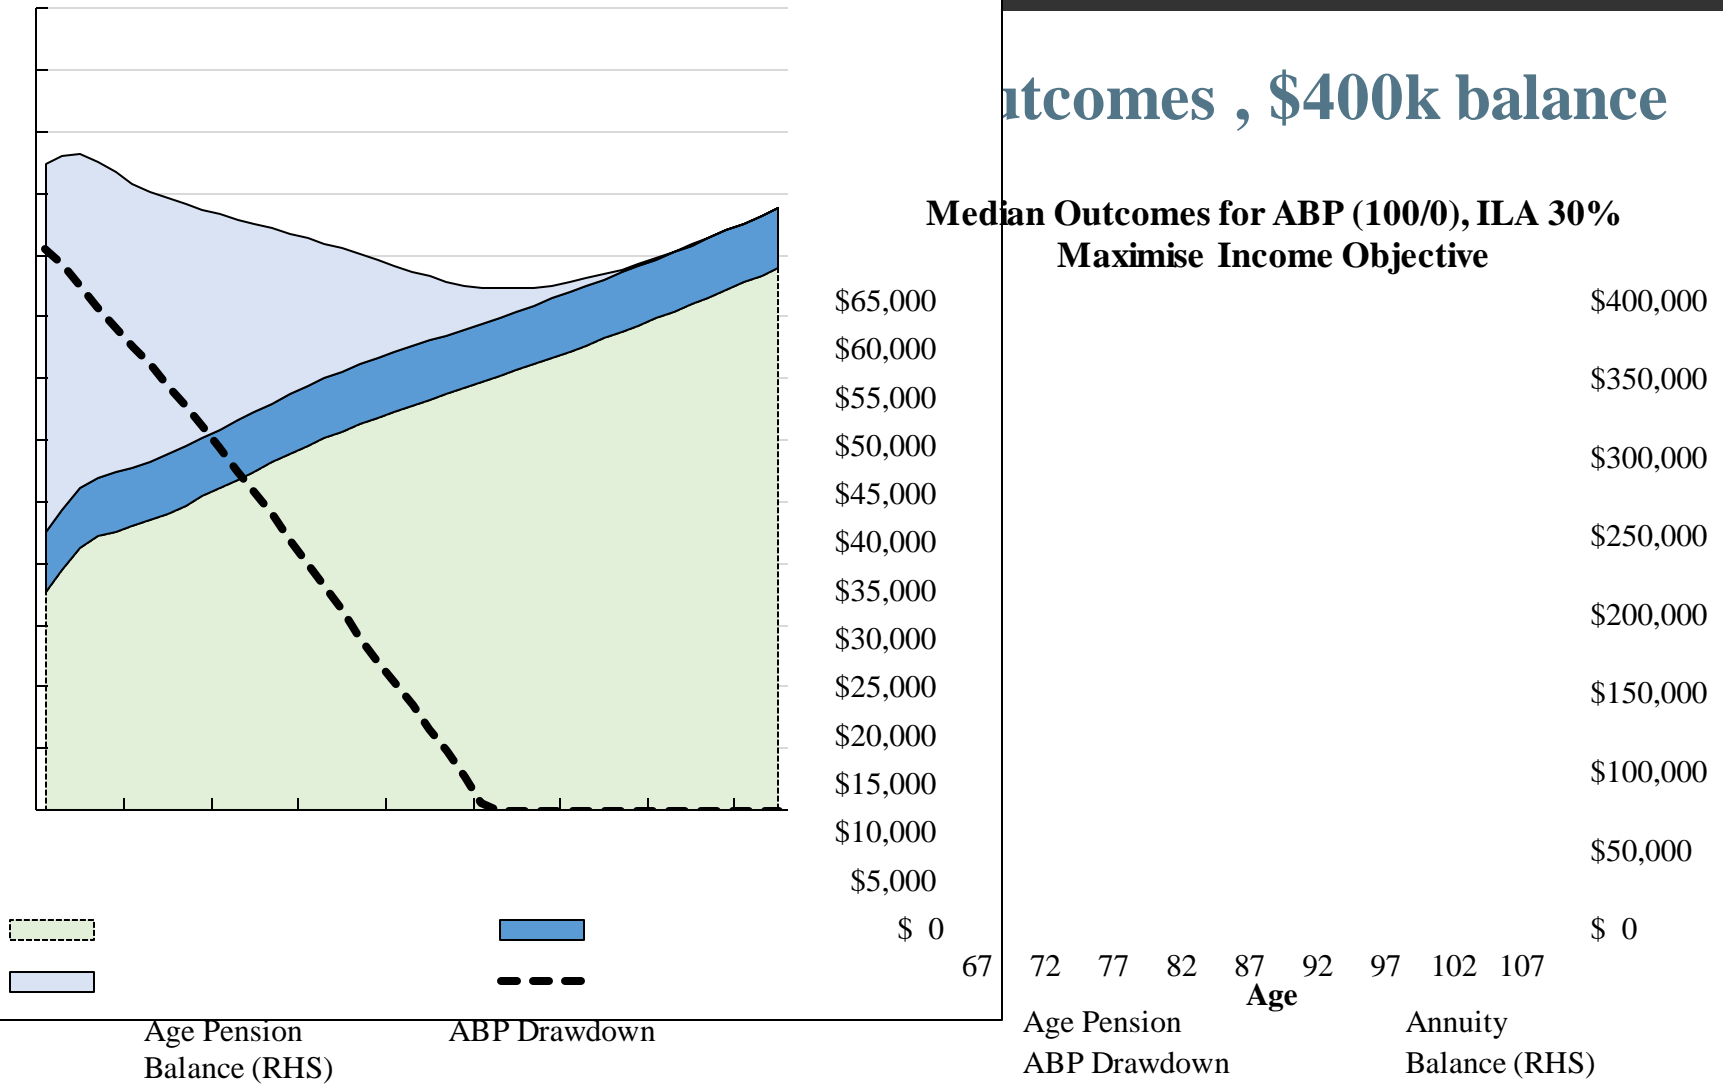 utcomes , $400k balance
Median Outcomes for ABP (100/0), ILA 30%
Maximise Income Objective
$65,000
$60,000
$55,000
$50,000
$45,000
$40,000
$35,000
$30,000
$25,000
$20,000
$15,000
$10,000
$5,000
$ 0
$400,000
$350,000
$300,000
$250,000
$200,000
$150,000
$100,000
$50,000
$ 0
67 72 77 82 87 92 97 102 107
Age
Age Pension ABP Drawdown
Balance (RHS)
Age Pension Annuity
ABP Drawdown Balance (RHS)